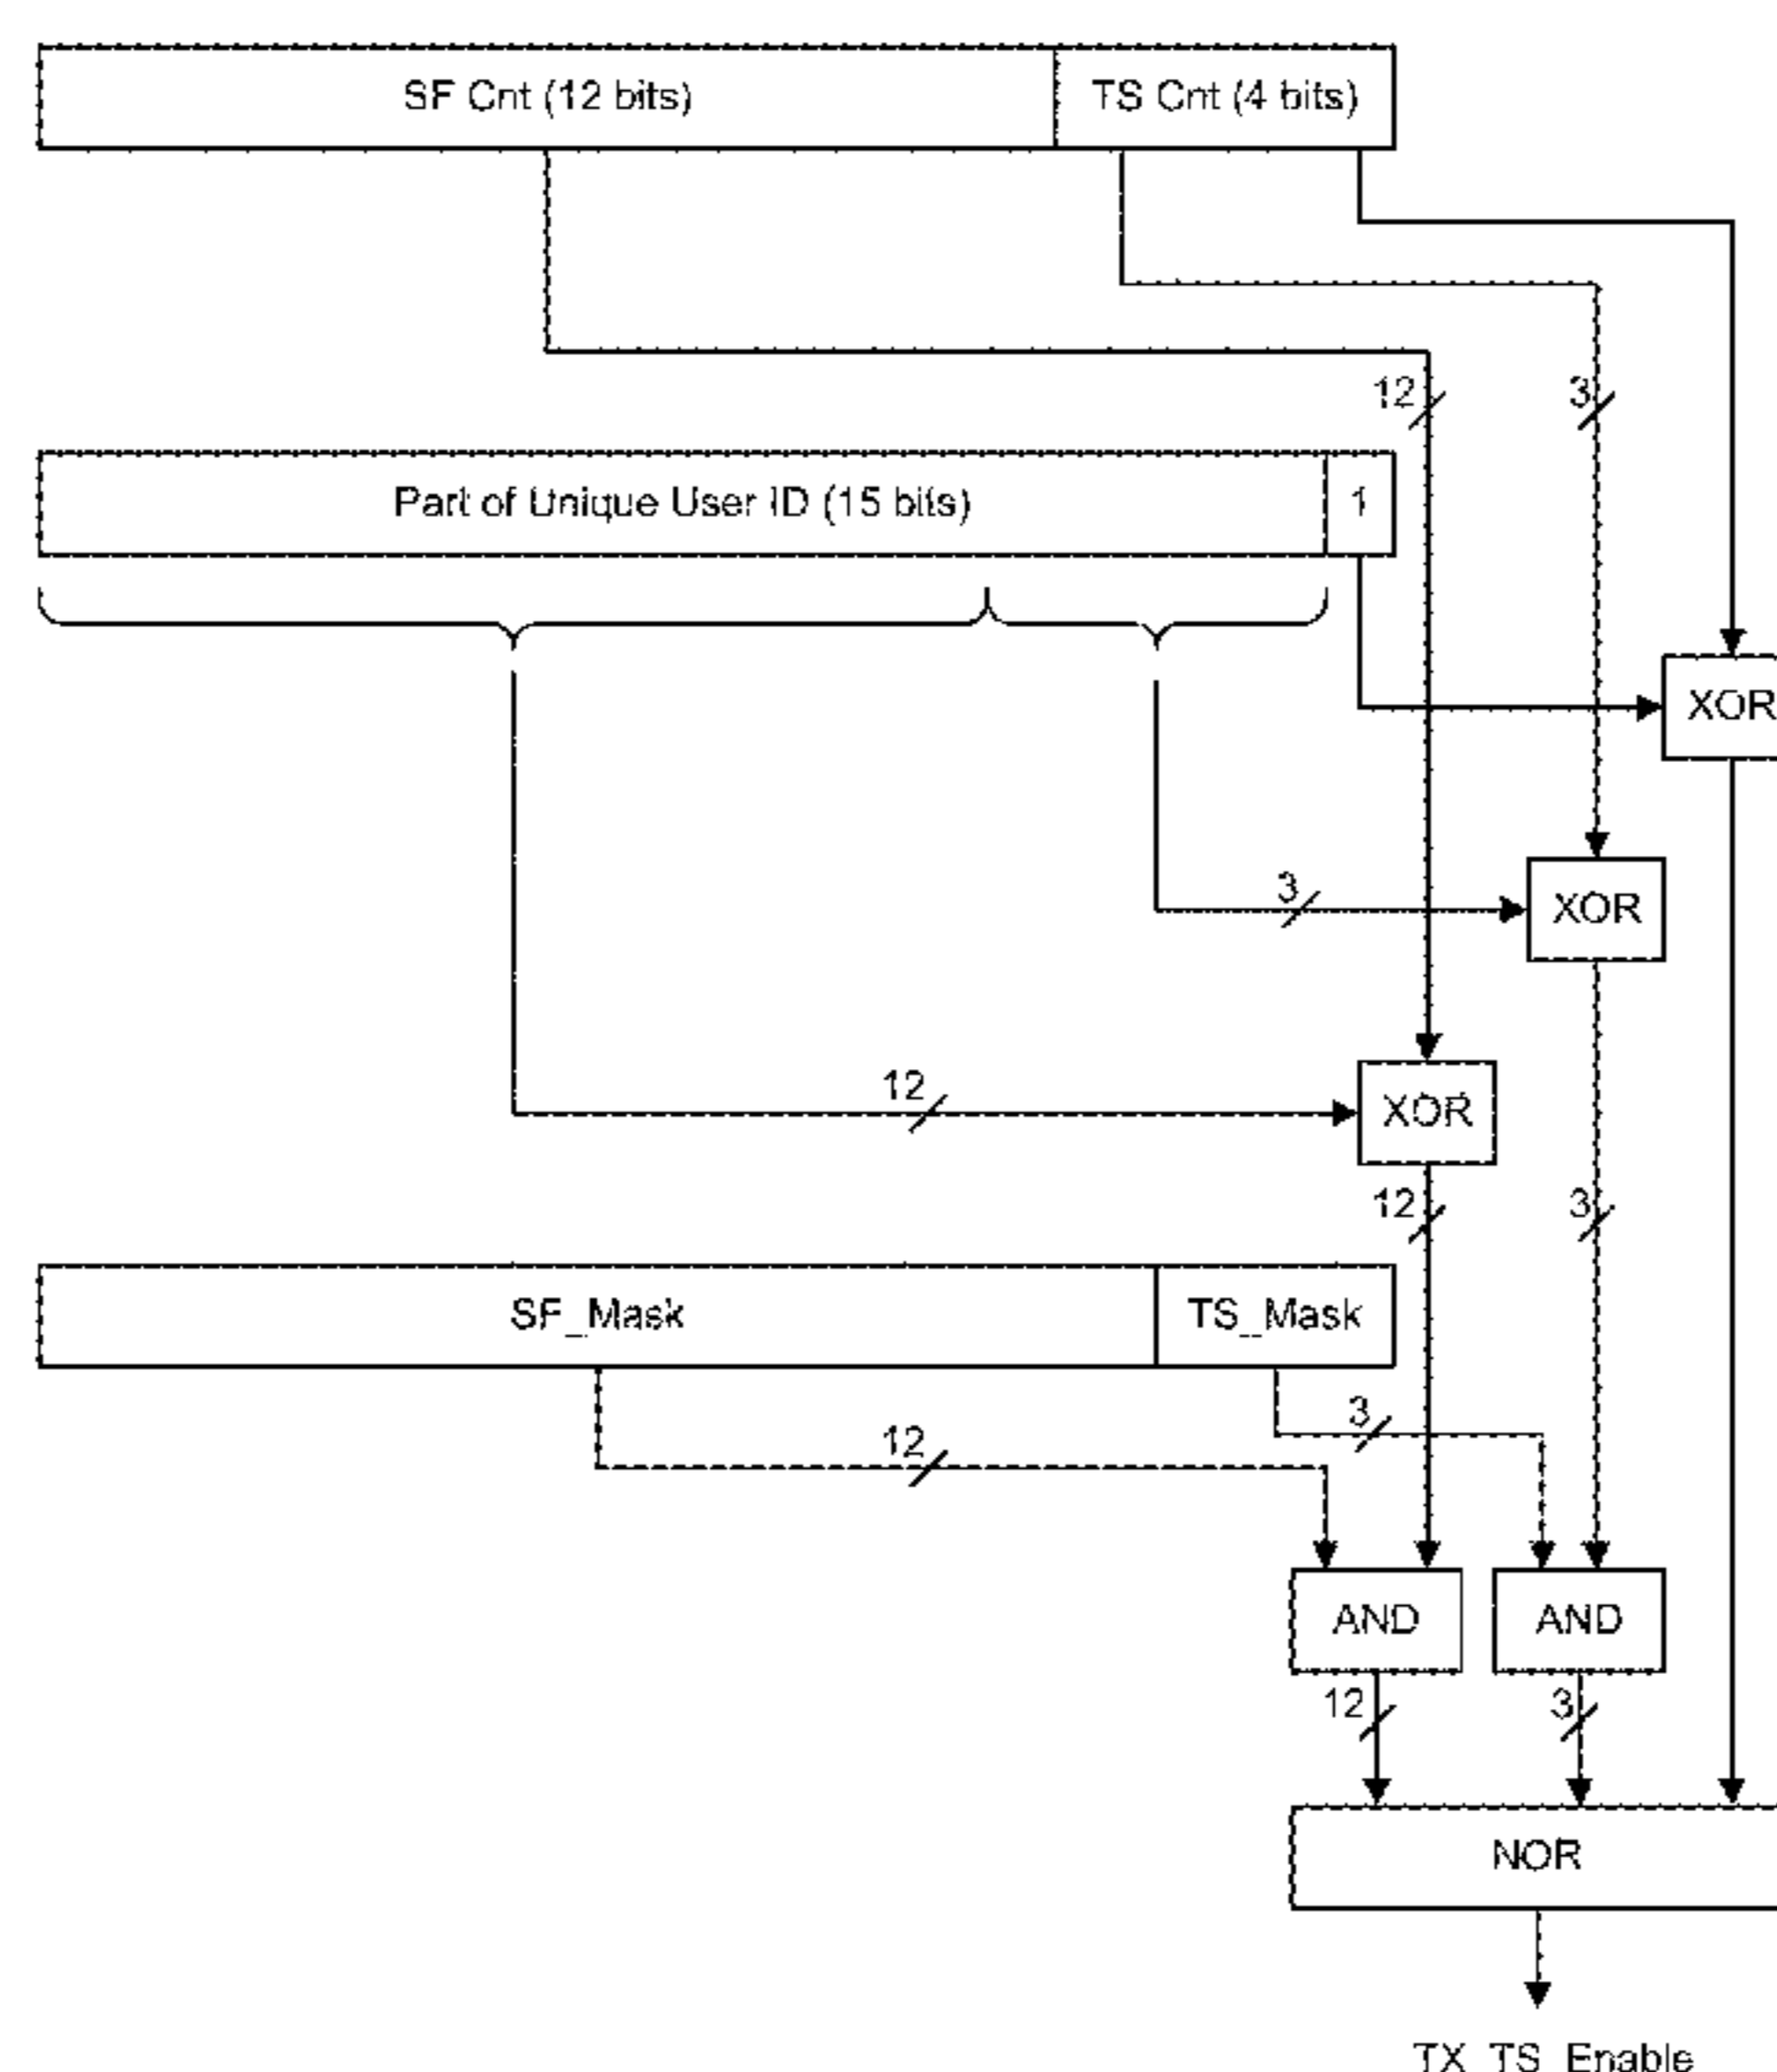 SF Cnt (12 bits) TS Cnt (4 bits)
12 3
Part of Unique User ID (15 bits) 1
XOR
3 XOR
12 XOR
12 3
SF_Mask TS_Mask
3
12
AND AND
12 3
NOR
TX_TS_Enable